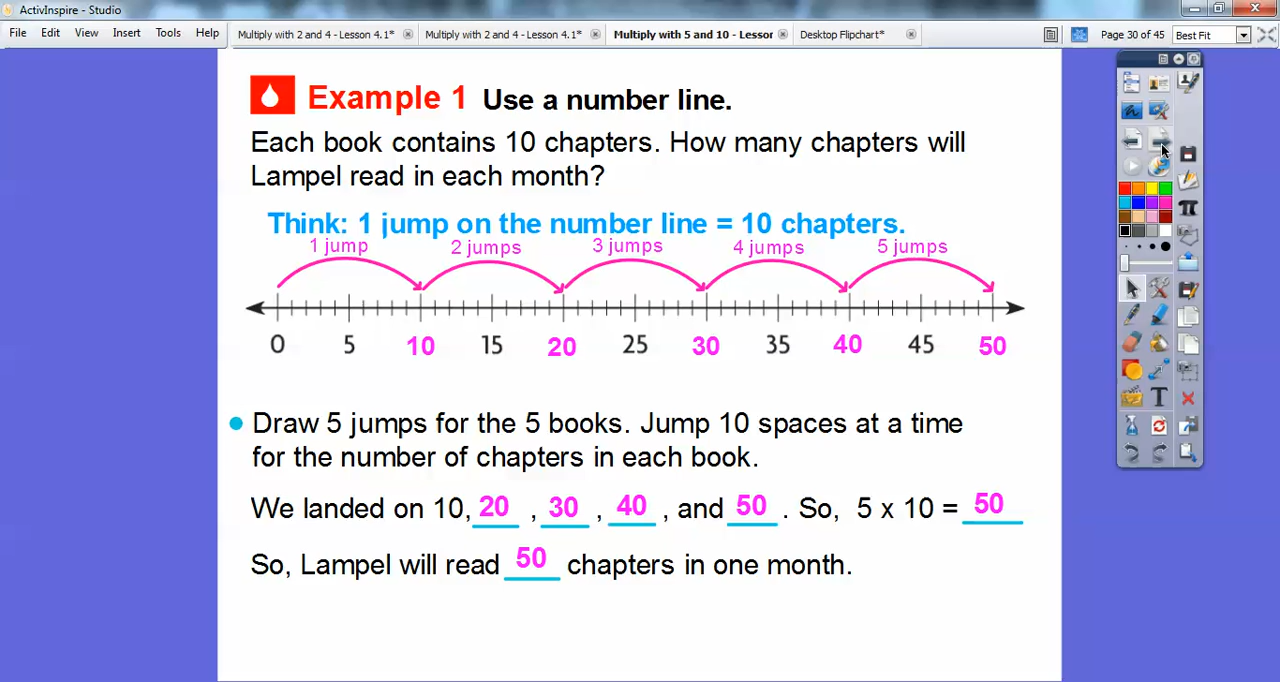 ActivInspire - Studio
File Edit View Insert Tools Help
Multiply with 2 and 4 - Lesson 4.1* Multiply with 2 and 4 - Lesson 4.1* Multiply with 5 and 10 - Lessor Desktop Flipchart* Page 30 of 45 Best Fit
Example 1 Use a number line.
Each book contains 10 chapters. How many chapters will
Lampel read in each month?
Think: 1 jump on the number line = 10 chapters.
1 jump 2 jumps 3 jumps 4 jumps 5 jumps
0 5 10 15 20 25 30 35 40 45 50
Draw 5 jumps for the 5 books. Jump 10 spaces at a time
for the number of chapters in each book.
We landed on 10, 20 , 30 , 40 , and 50 . So, 5 x 10 = 50
So, Lampel will read 50 chapters in one month.